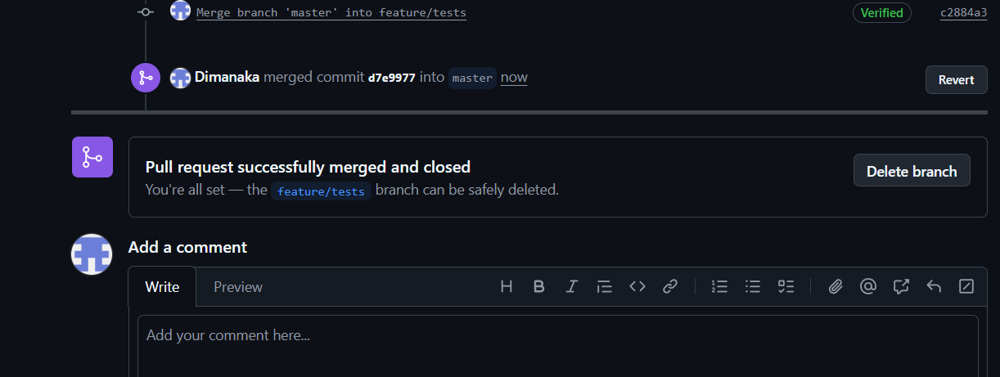 Merge branch 'master' into feature/tests Verified c2884a3
Dimanaka merged commit d7e9977 into master now Revert
Pull request successfully merged and closed
You're all set — the feature/tests branch can be safely deleted. Delete branch
Add a comment
Write Preview
Add your comment here...